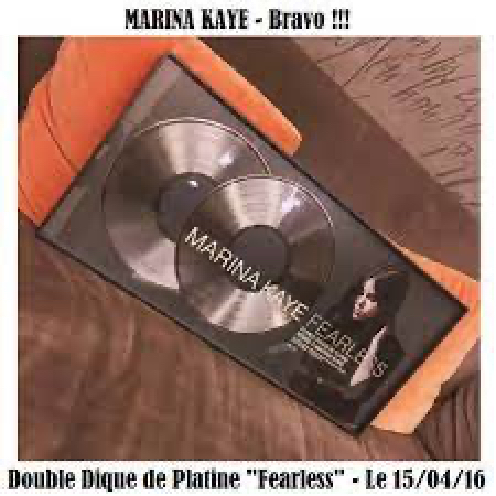 MARINA KAYE - Bravo !!!
MARINA KAYE FEARLESS
Double Dique de Platine "Fearless" - Le 15/04/16